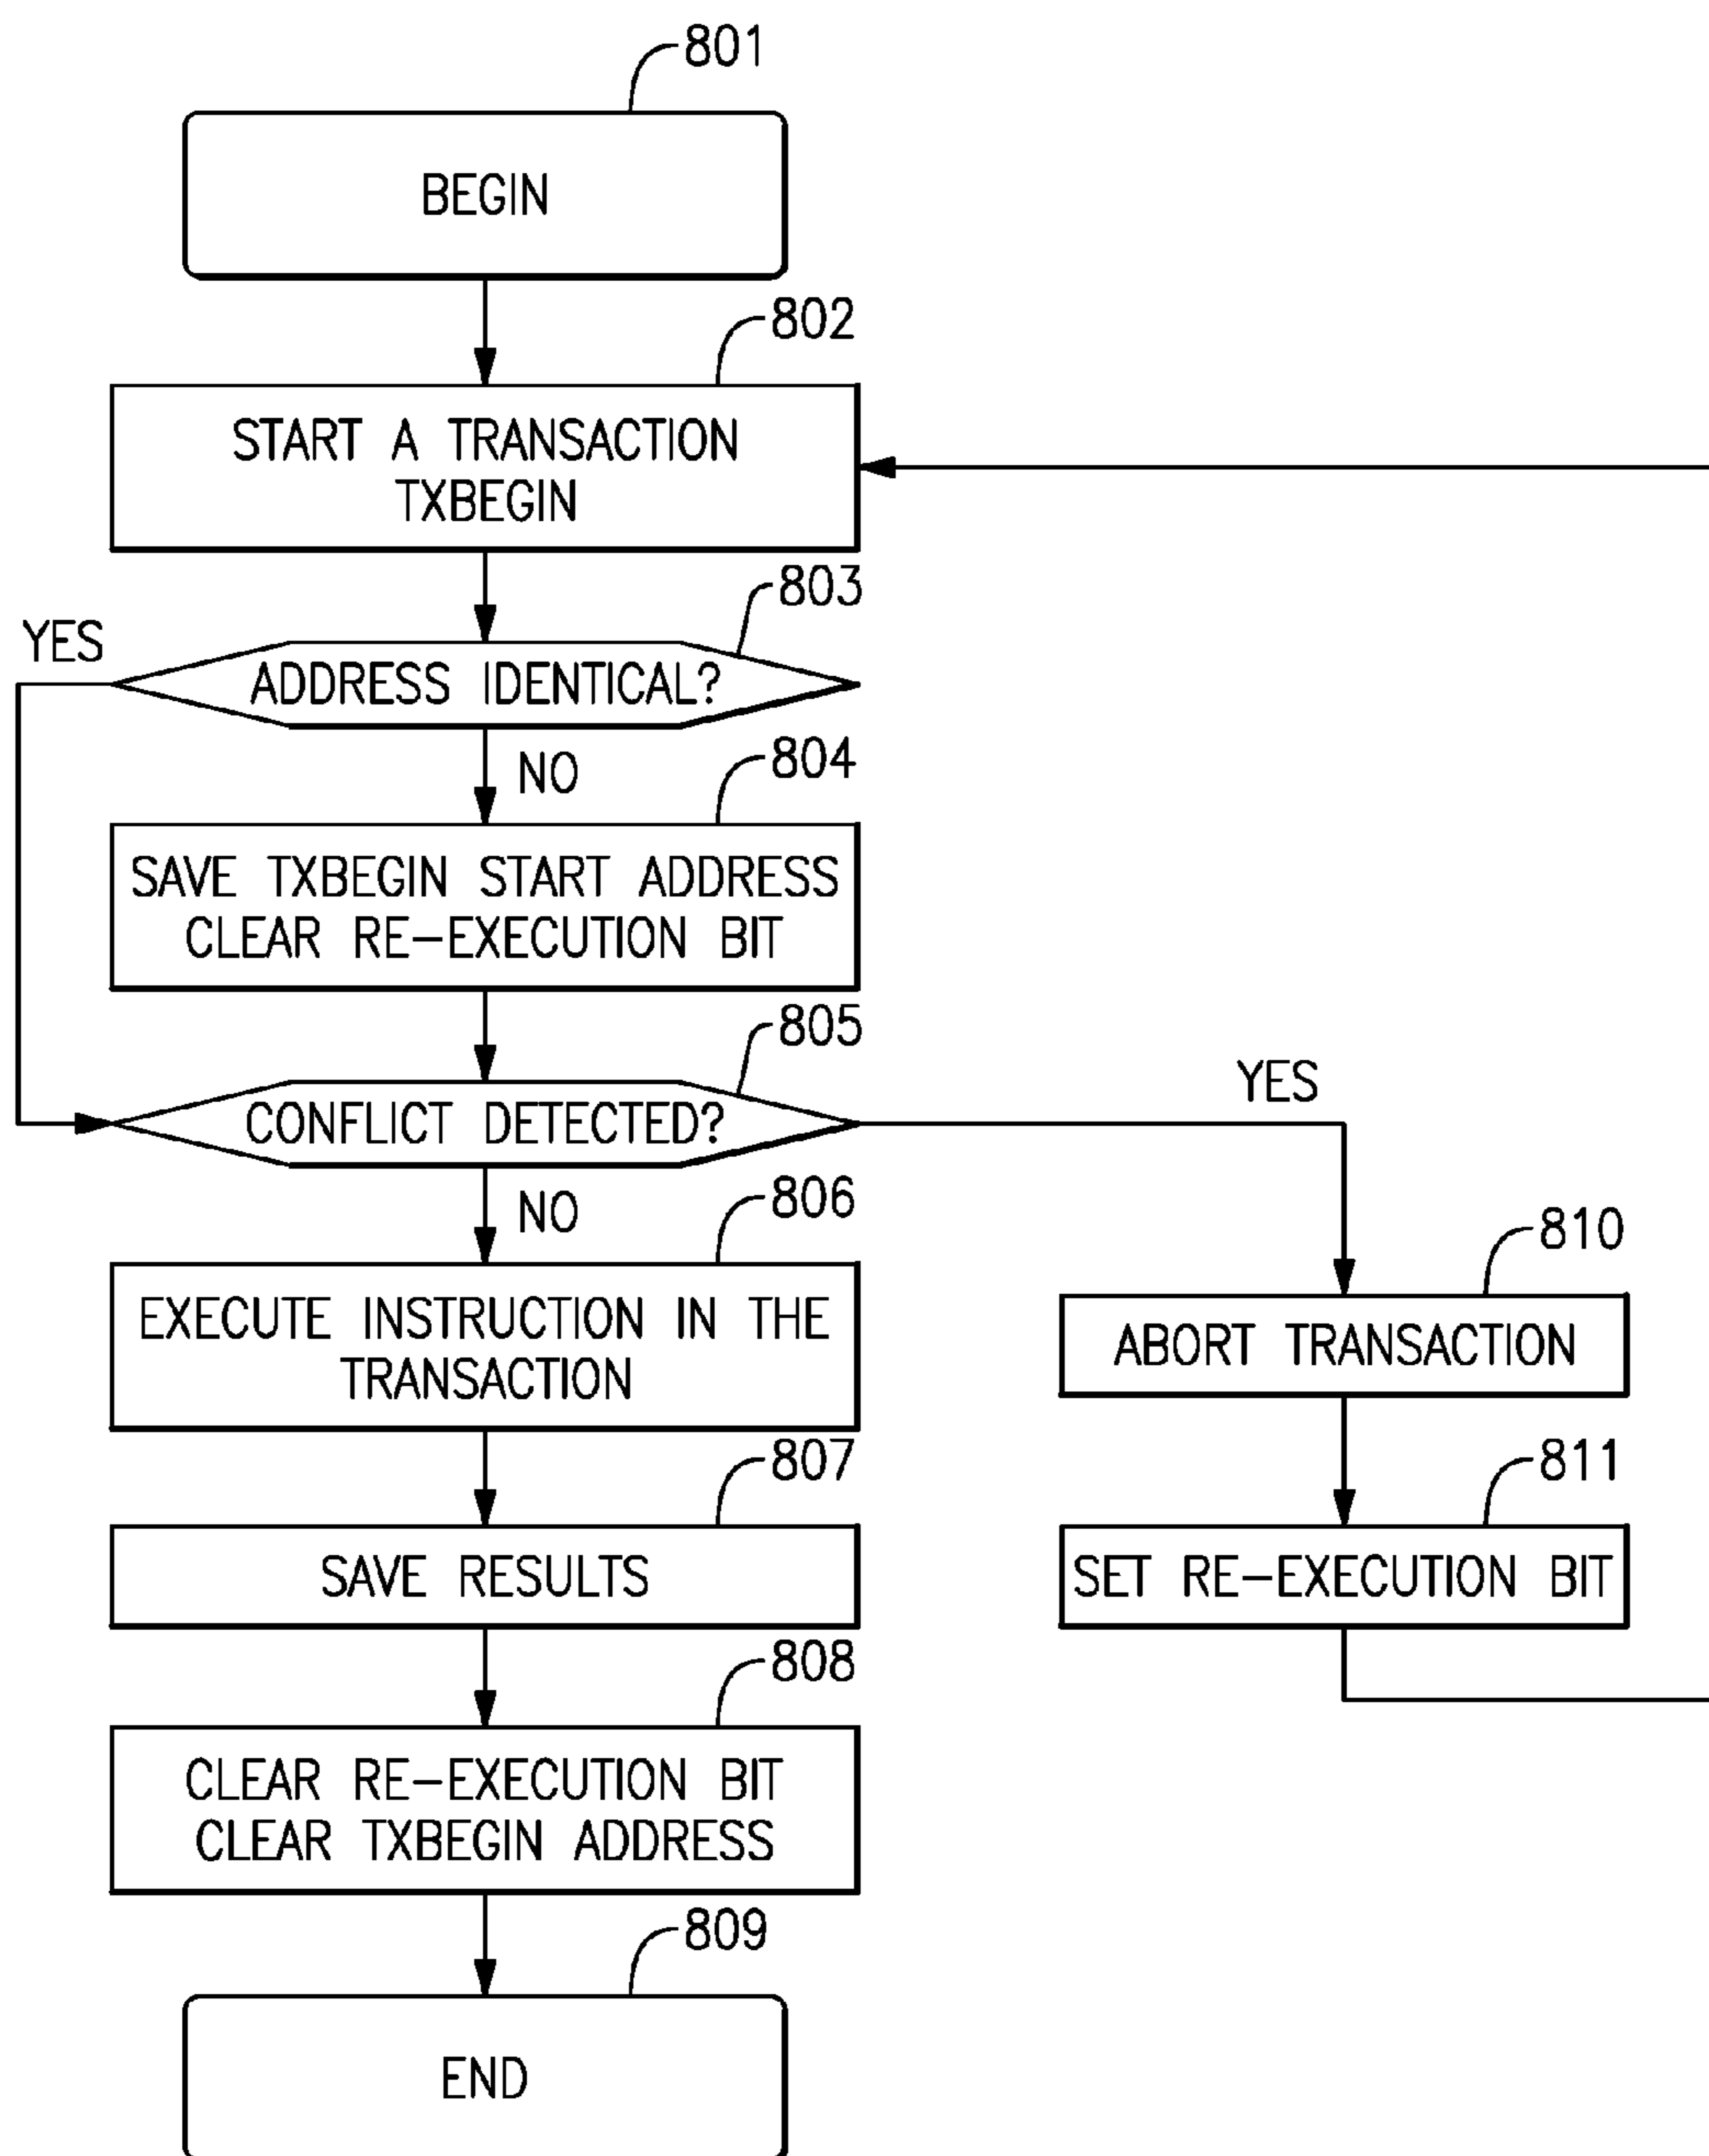 801
BEGIN
802
START A TRANSACTION
TXBEGIN
803
YES
ADDRESS IDENTICAL?
NO
804
SAVE TXBEGIN START ADDRESS
CLEAR RE-EXECUTION BIT
805
YES
CONFLICT DETECTED?
NO
806
EXECUTE INSTRUCTION IN THE
TRANSACTION
810
ABORT TRANSACTION
807
SAVE RESULTS
811
SET RE-EXECUTION BIT
808
CLEAR RE-EXECUTION BIT
CLEAR TXBEGIN ADDRESS
809
END